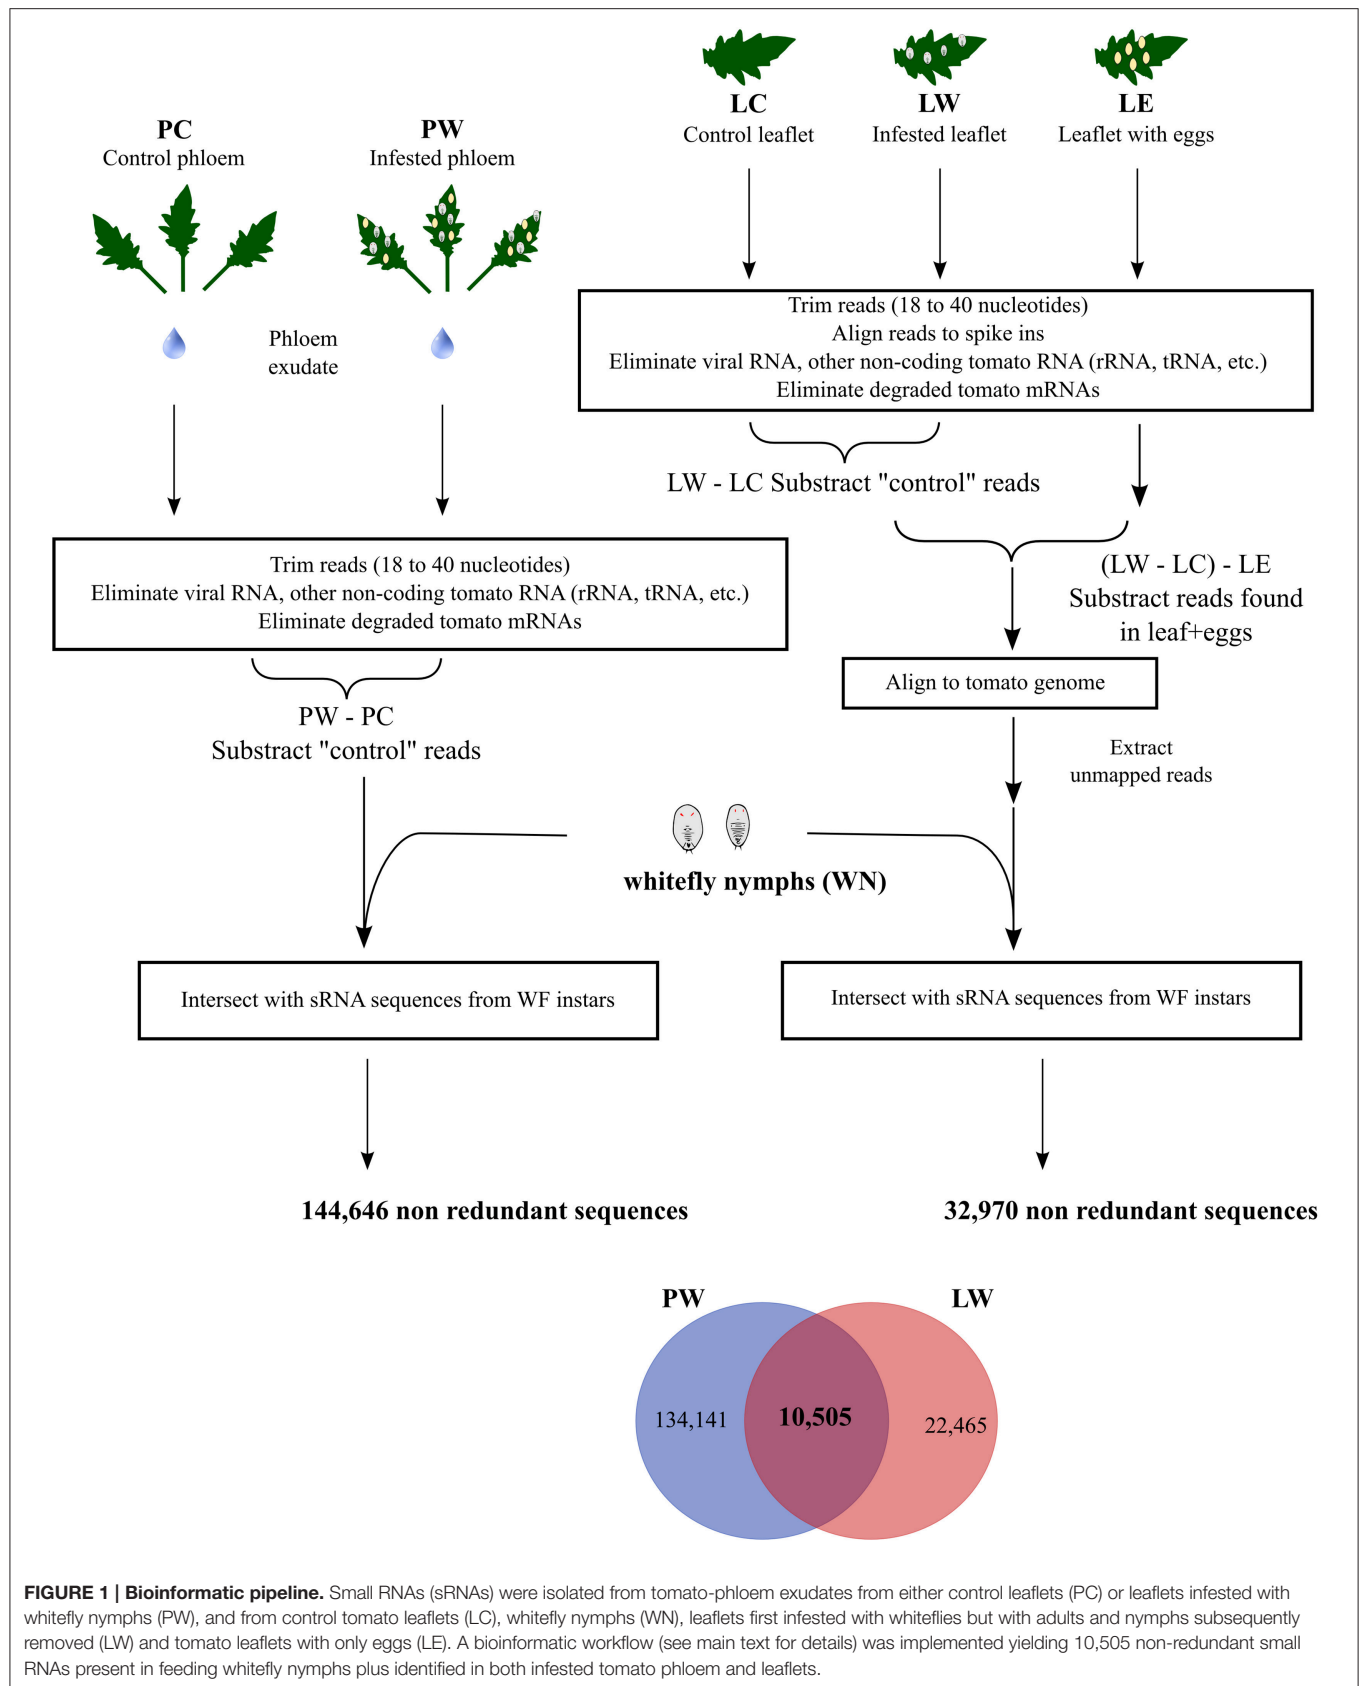 LC
Control leaflet
LW
Infested leaflet
LE
Leaflet with eggs
PC
Control phloem
PW
Infested phloem
Phloem
exudate
Trim reads (18 to 40 nucleotides)
Align reads to spike ins
Eliminate viral RNA, other non-coding tomato RNA (rRNA, tRNA, etc.)
Eliminate degraded tomato mRNAs
LW - LC Substract "control" reads
Trim reads (18 to 40 nucleotides)
Eliminate viral RNA, other non-coding tomato RNA (rRNA, tRNA, etc.)
Eliminate degraded tomato mRNAs
(LW - LC) - LE
Substract reads found
in leaf+eggs
PW - PC
Substract "control" reads
Align to tomato genome
Extract
unmapped reads
whitefly nymphs (WN)
Intersect with sRNA sequences from WF instars
Intersect with sRNA sequences from WF instars
144,646 non redundant sequences
32,970 non redundant sequences
PW
LW
134,141
10,505
22,465
FIGURE 1 | Bioinformatic pipeline. Small RNAs (sRNAs) were isolated from tomato-phloem exudates from either control leaflets (PC) or leaflets infested with
whitefly nymphs (PW), and from control tomato leaflets (LC), whitefly nymphs (WN), leaflets first infested with whiteflies but with adults and nymphs subsequently
removed (LW) and tomato leaflets with only eggs (LE). A bioinformatic workflow (see main text for details) was implemented yielding 10,505 non-redundant small
RNAs present in feeding whitefly nymphs plus identified in both infested tomato phloem and leaflets.